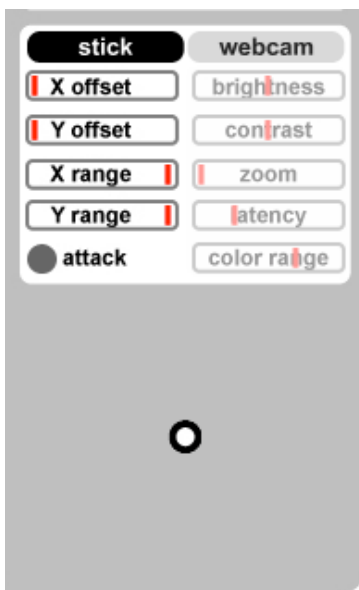 stick webcam
X offset brightness
Y offset contrast
X range zoom
Y range latency
attack color range